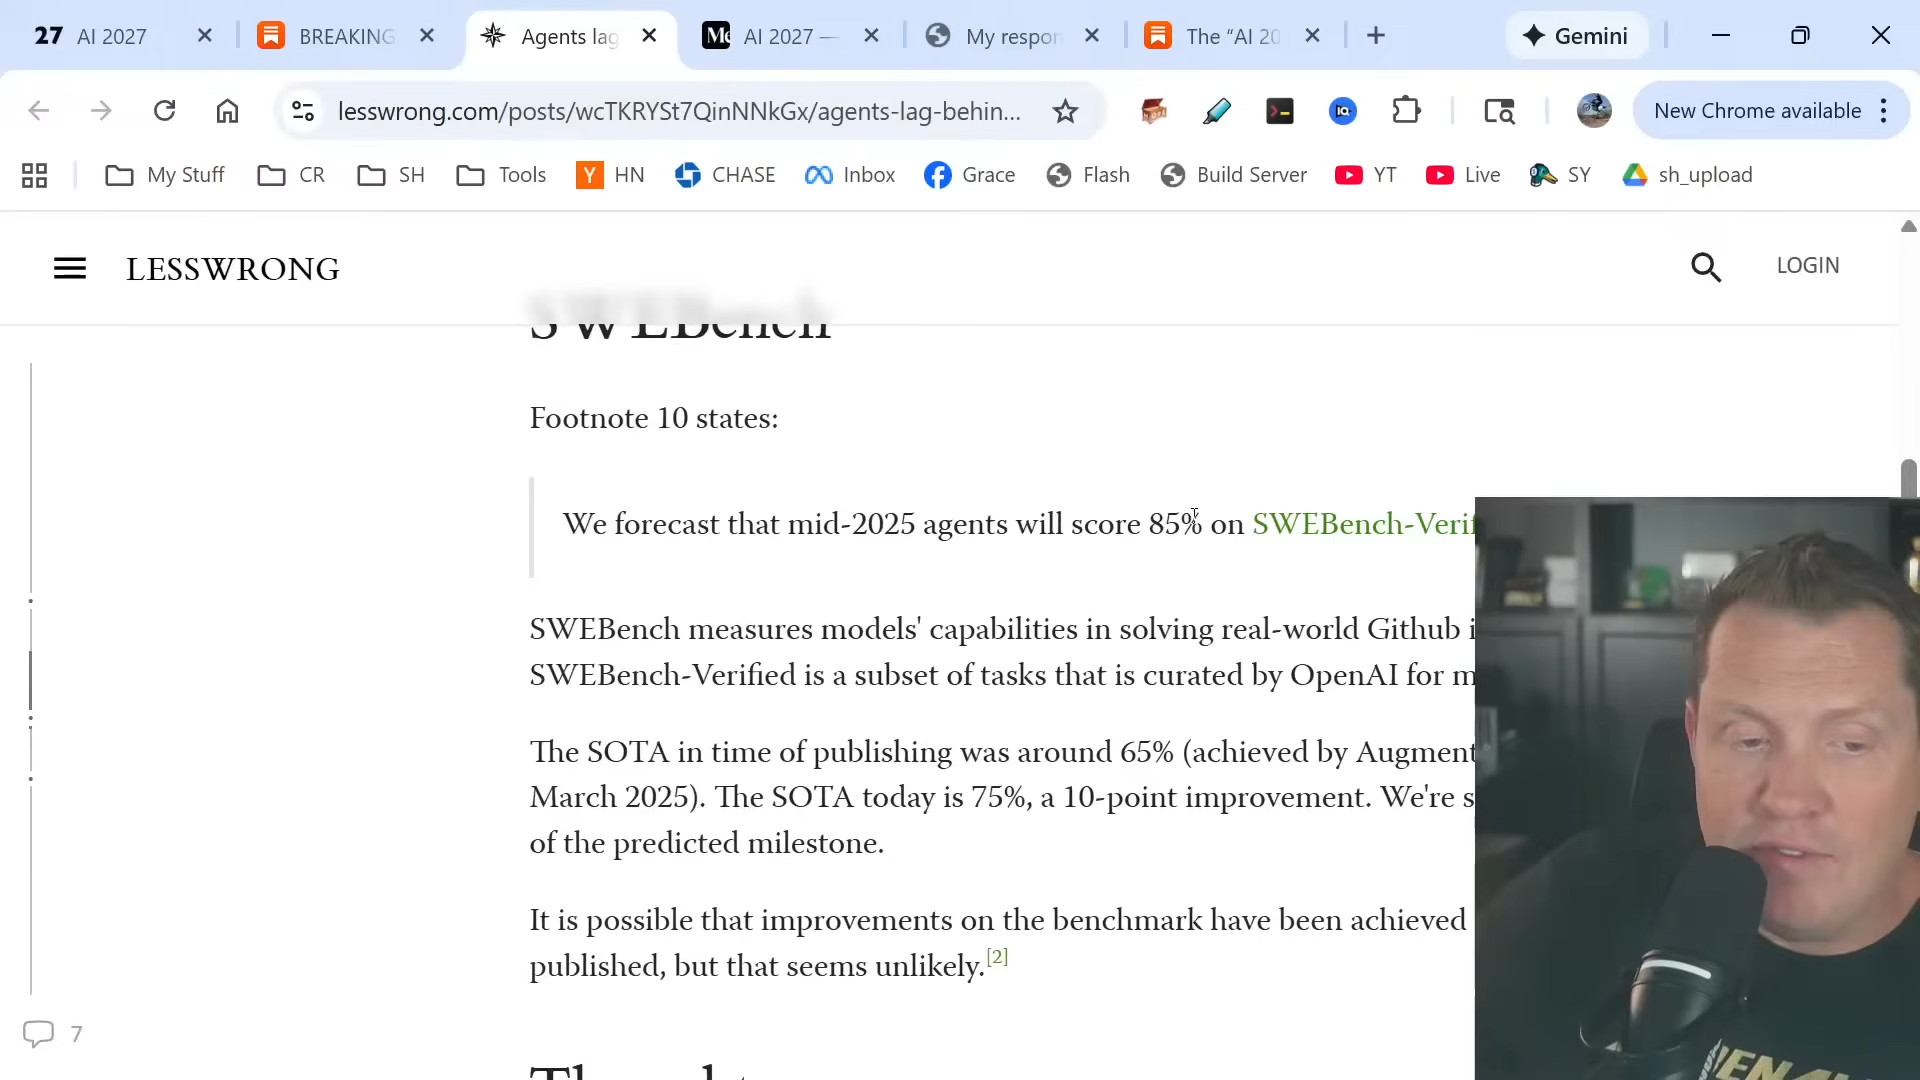 27 AI 2027
BREAKING
Agents lag
AI 2027 —
My respon
The “AI 20
Gemini
lesswrong.com/posts/wcTKRYSt7QinNNkGx/agents-lag-behin...
New Chrome available
My Stuff
CR
SH
Tools
Y HN
CHASE
Inbox
Grace
Flash
Build Server
YT
Live
SY
sh_upload
LESSWRONG
LOGIN
SWEBench
Footnote 10 states:
We forecast that mid-2025 agents will score 85% on SWEBench-Verif
SWEBench measures models' capabilities in solving real-world Github i
SWEBench-Verified is a subset of tasks that is curated by OpenAI for m
The SOTA in time of publishing was around 65% (achieved by Augment
March 2025). The SOTA today is 75%, a 10-point improvement. We're s
of the predicted milestone.
It is possible that improvements on the benchmark have been achieved
published, but that seems unlikely.[2]
7